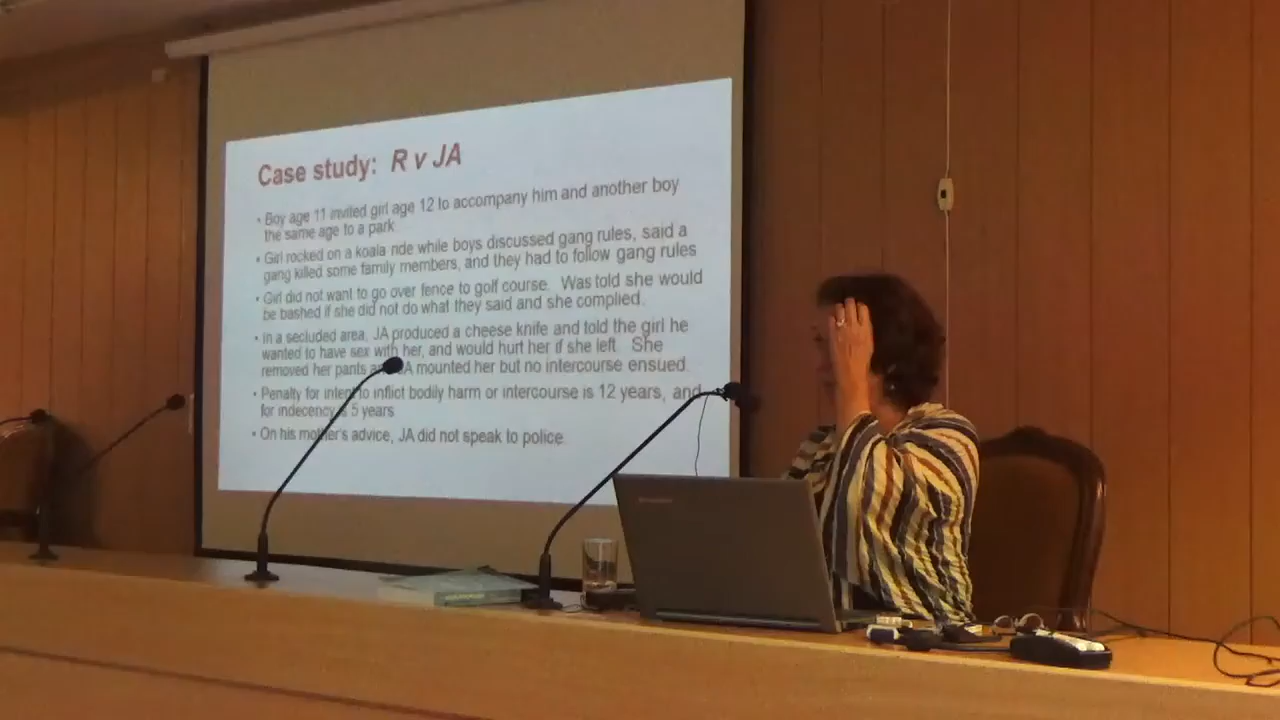 Case study: R v JA
• Boy age 11 invited girl age 12 to accompany him and another boy
the same age to a park
• Girl rocked on a koala ride while boys discussed gang rules, said a
gang killed some family members, and they had to follow gang rules
• Girl did not want to go over fence to golf course. Was told she would
be bashed if she did not do what they said and she complied.
• In a secluded area, JA produced a cheese knife and told the girl he
wanted to have sex with her, and would hurt her if she left. She
removed her pants JA mounted her but no intercourse ensued.
• Penalty for intent to inflict bodily harm or intercourse is 12 years, and
for indecency 5 years
• On his mother's advice, JA did not speak to police.